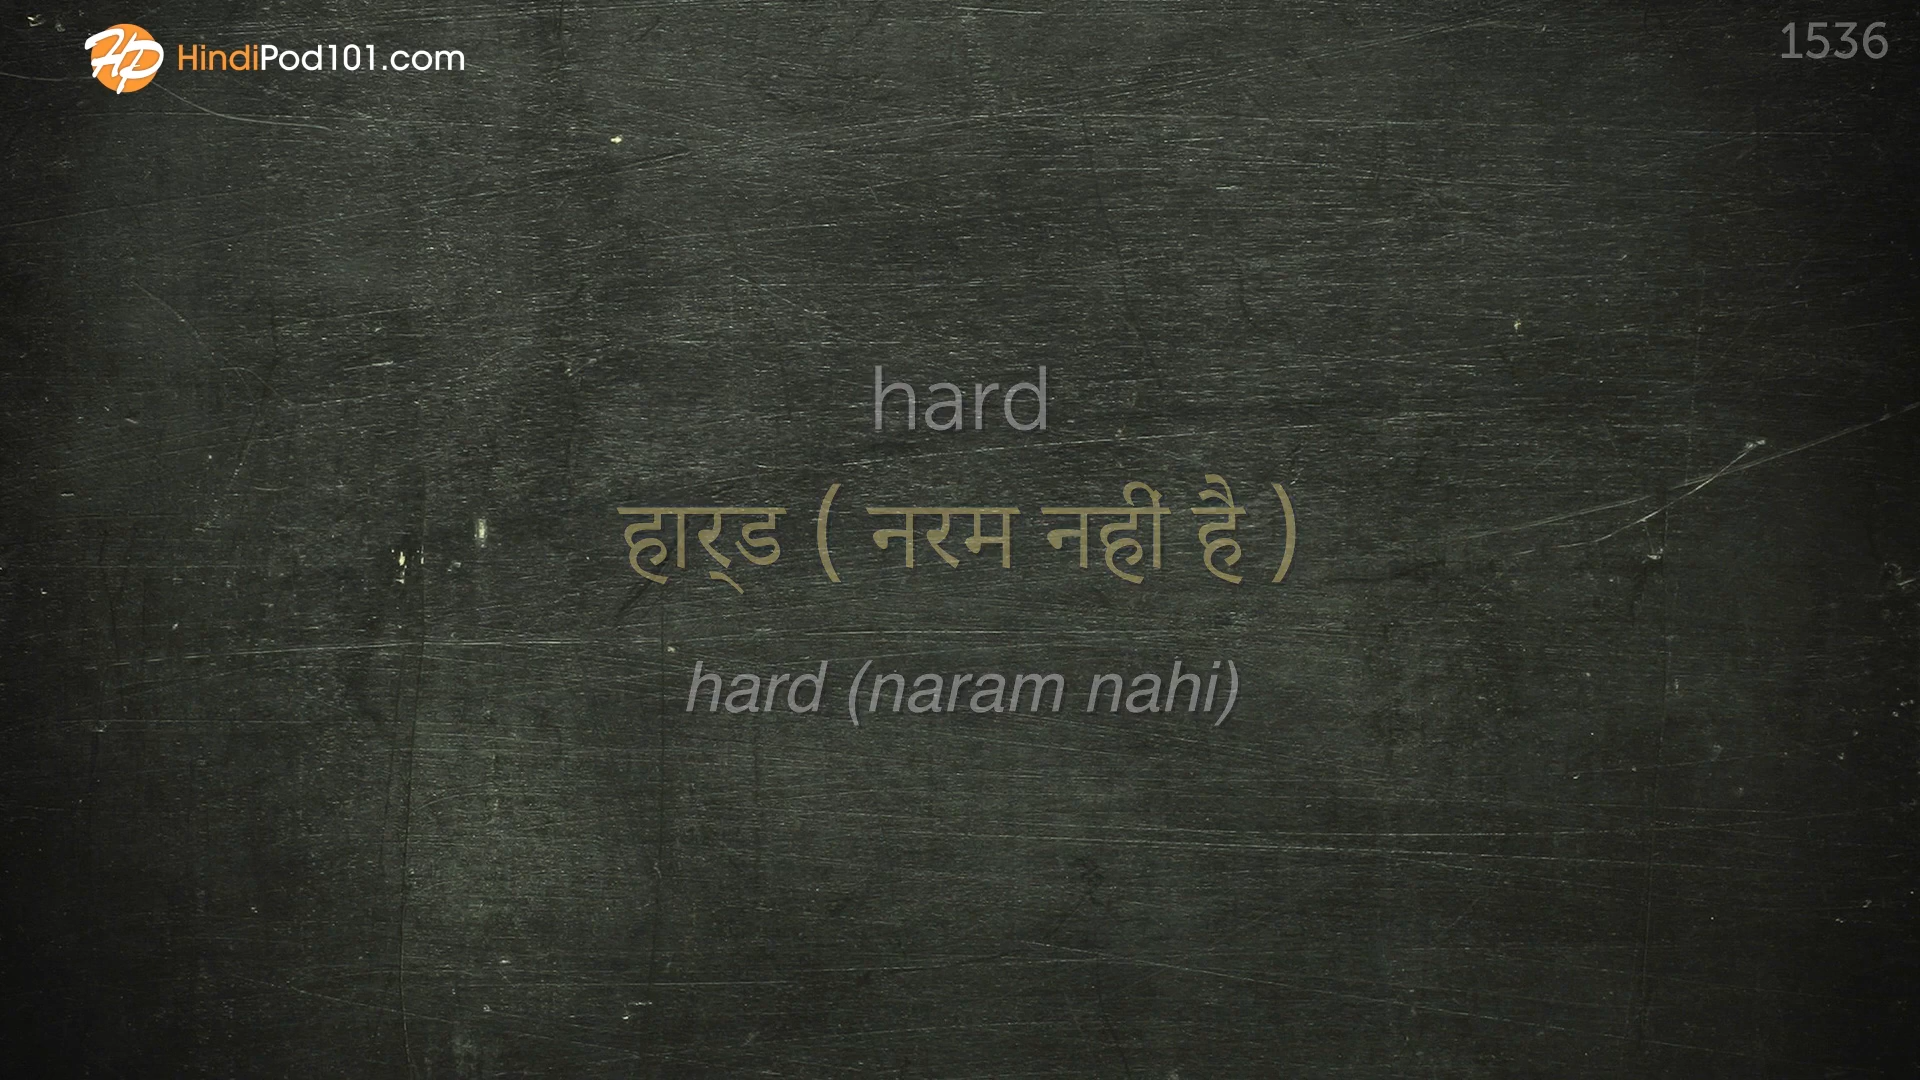 HindiPod101.com
1536
hard
हार्‌ड ( नरम नहीं है )
hard (naram nahi)